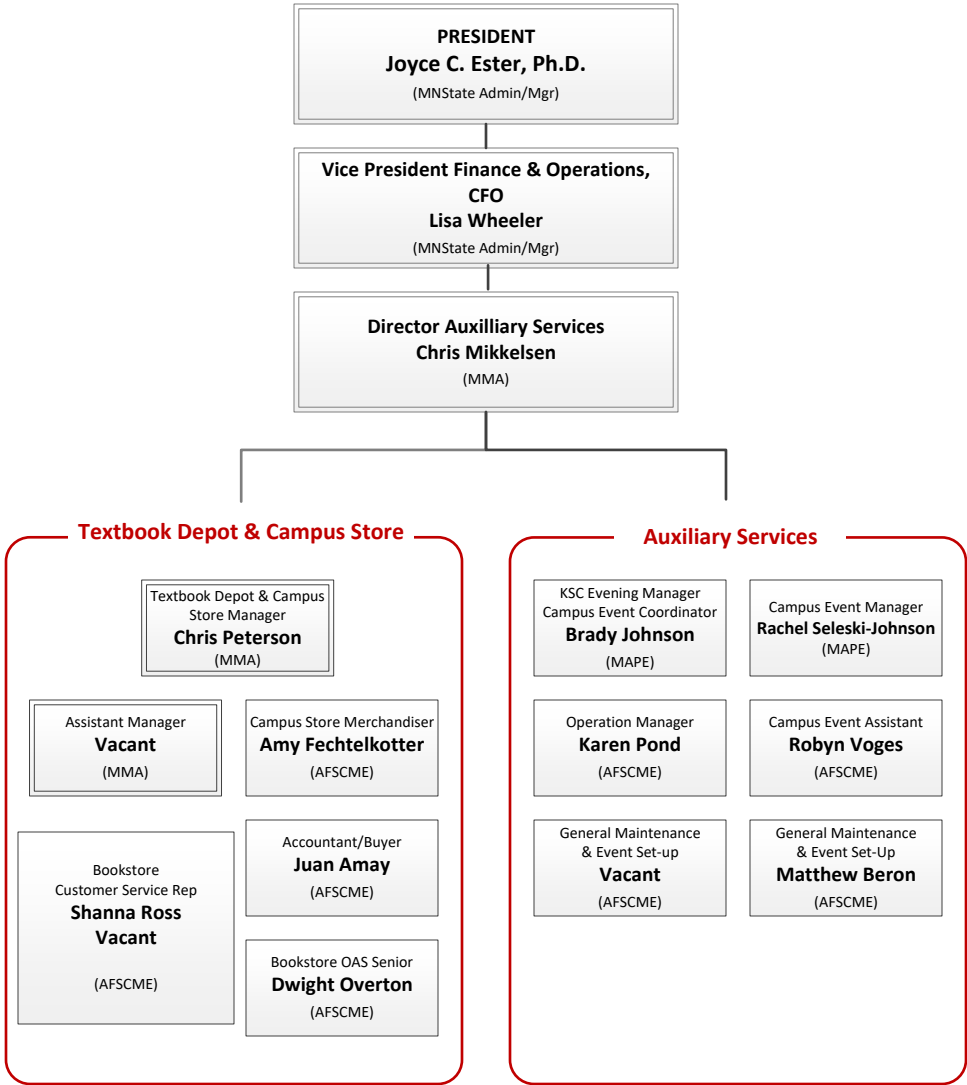 PRESIDENT
Joyce C. Ester, Ph.D.
(MNState Admin/Mgr)
Vice President Finance & Operations,
CFO
Lisa Wheeler
(MNState Admin/Mgr)
Director Auxilliary Services
Chris Mikkelsen
(MMA)
Textbook Depot & Campus Store
Textbook Depot & Campus
Store Manager
Chris Peterson
(MMA)
Assistant Manager
Vacant
(MMA)
Campus Store Merchandiser
Amy Fechtelkotter
(AFSCME)
Bookstore
Customer Service Rep
Shanna Ross
Vacant
(AFSCME)
Accountant/Buyer
Juan Amay
(AFSCME)
Bookstore OAS Senior
Dwight Overton
(AFSCME)
Auxiliary Services
KSC Evening Manager
Campus Event Coordinator
Brady Johnson
(MAPE)
Campus Event Manager
Rachel Seleski-Johnson
(MAPE)
Operation Manager
Karen Pond
(AFSCME)
Campus Event Assistant
Robyn Voges
(AFSCME)
General Maintenance
& Event Set-up
Vacant
(AFSCME)
General Maintenance
& Event Set-Up
Matthew Beron
(AFSCME)